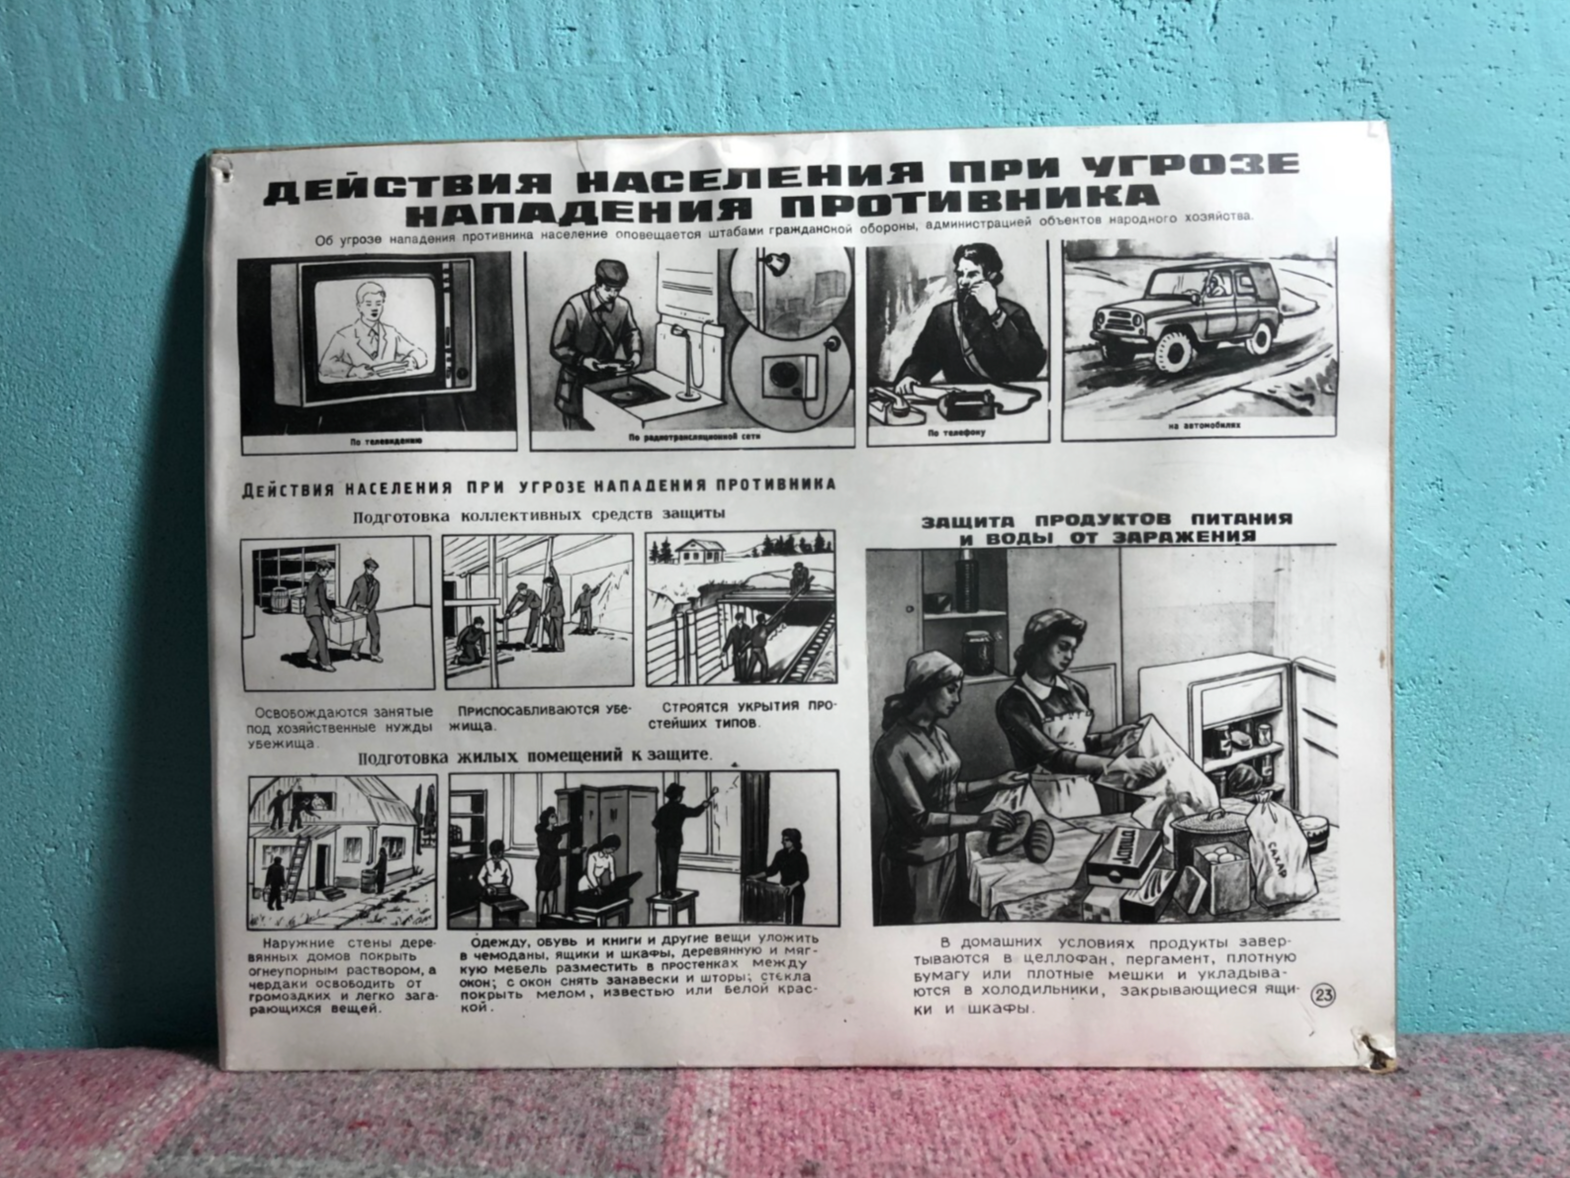 ДЕЙСТВИЯ НАСЕЛЕНИЯ ПРИ УГРОЗЕ
НАПАДЕНИЯ ПРОТИВНИКА
Об угрозе нападения противника население оповещается штабами гражданской обороны, администрацией объектов народного хозяйства.
По телевидению
По радиотрансляционной сети
По телефону
на автомобилях
Действия населения при угрозе нападения противника
Подготовка коллективных средств защиты
Освобождаются занятые
под хозяйственные нужды
убежища.
Приспосабливаются убе-
жища.
Строятся укрытия про-
стейших типов.
Подготовка жилых помещений к защите.
Наружние стены дере-
вянных домов покрыть
огнеупорным раствором, а
чердаки освободить от
громоздких и легко зага-
рающихся вещей.
Одежду, обувь и книги и другие вещи уложить
в чемоданы, ящики и шкафы, деревянную и мяг-
кую мебель разместить в простенках между
окон; с окон снять занавески и шторы; стекла
покрыть мелом, известью или белой крас-
кой.
ЗАЩИТА ПРОДУКТОВ ПИТАНИЯ
И ВОДЫ ОТ ЗАРАЖЕНИЯ
ЛАПША
САХАР
В домашних условиях продукты завер-
тываются в целлофан, пергамент, плотную
бумагу или плотные мешки и укладыва-
ются в холодильники, закрывающиеся ящи-
ки и шкафы.
23